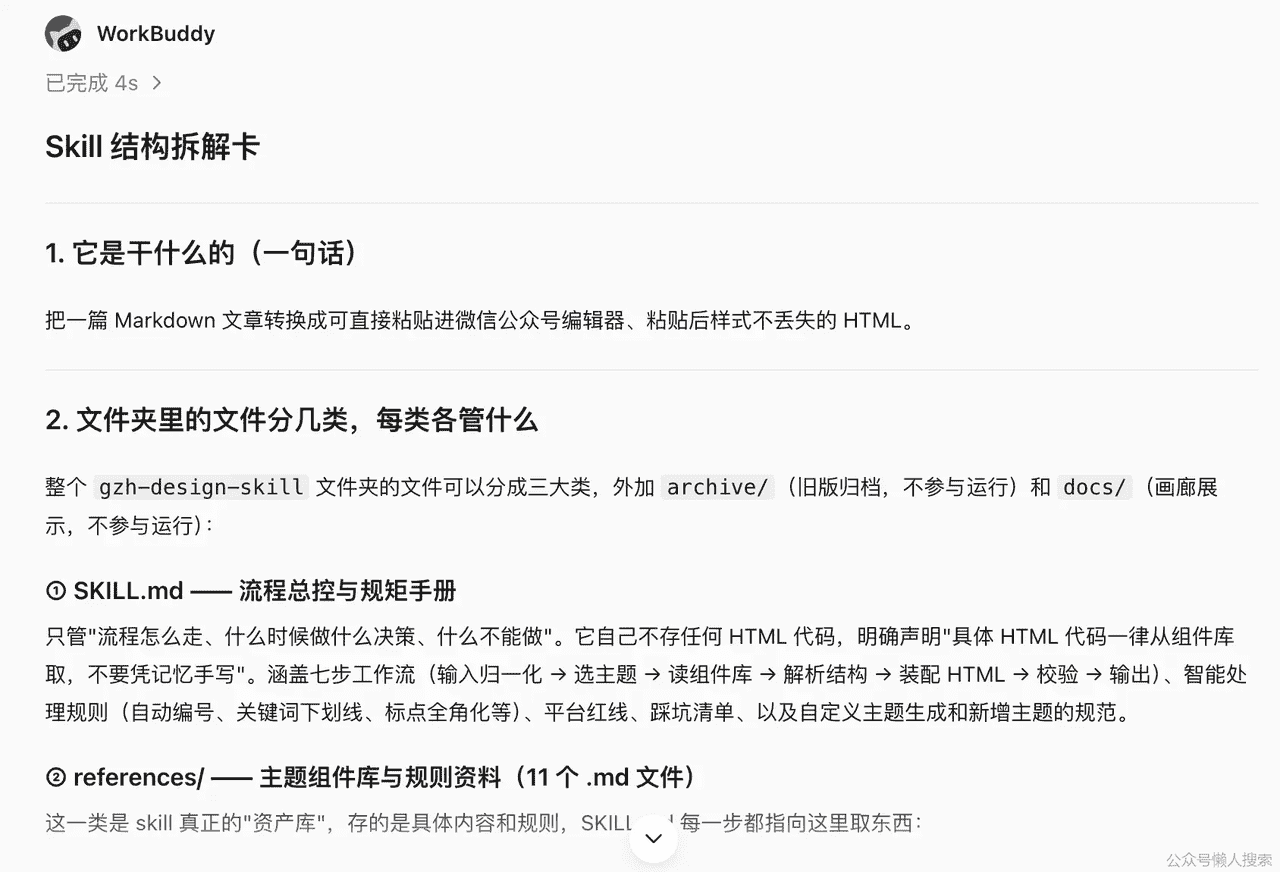 WorkBuddy
已完成 4s
Skill 结构拆解卡
1. 它是干什么的（一句话）
把一篇 Markdown 文章转换成可直接粘贴进微信公众号编辑器、粘贴后样式不丢失的 HTML。
2. 文件夹里的文件分几类，每类各管什么
整个 gzh-design-skill 文件夹的文件可以分成三大类，外加 archive/（旧版归档，不参与运行）和 docs/（画廊展
示，不参与运行）：
① SKILL.md —— 流程总控与规矩手册
只管"流程怎么走、什么时候做什么决策、什么不能做"。它自己不存任何 HTML 代码，明确声明"具体 HTML 代码一律从组件库
取，不要凭记忆手写"。涵盖七步工作流（输入归一化 → 选主题 → 读组件库 → 解析结构 → 装配 HTML → 校验 → 输出）、智能处
理规则（自动编号、关键词下划线、标点全角化等）、平台红线、踩坑清单、以及自定义主题生成和新增主题的规范。
② references/ —— 主题组件库与规则资料（11 个 .md 文件）
这一类是 skill 真正的"资产库"，存的是具体内容和规则，每一步都指向这里取东西：
公众号懒人搜索